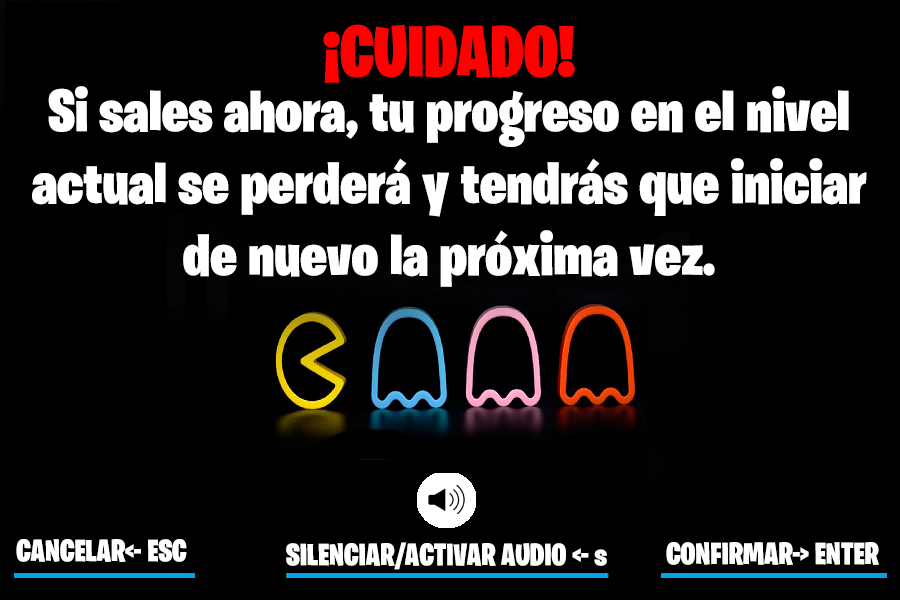 ¡CUIDADO!
Si sales ahora, tu progreso en el nivel
actual se perderá y tendrás que iniciar
de nuevo la próxima vez.
CANCELAR<- ESC
SILENCIAR/ACTIVAR AUDIO <- s
CONFIRMAR-> ENTER